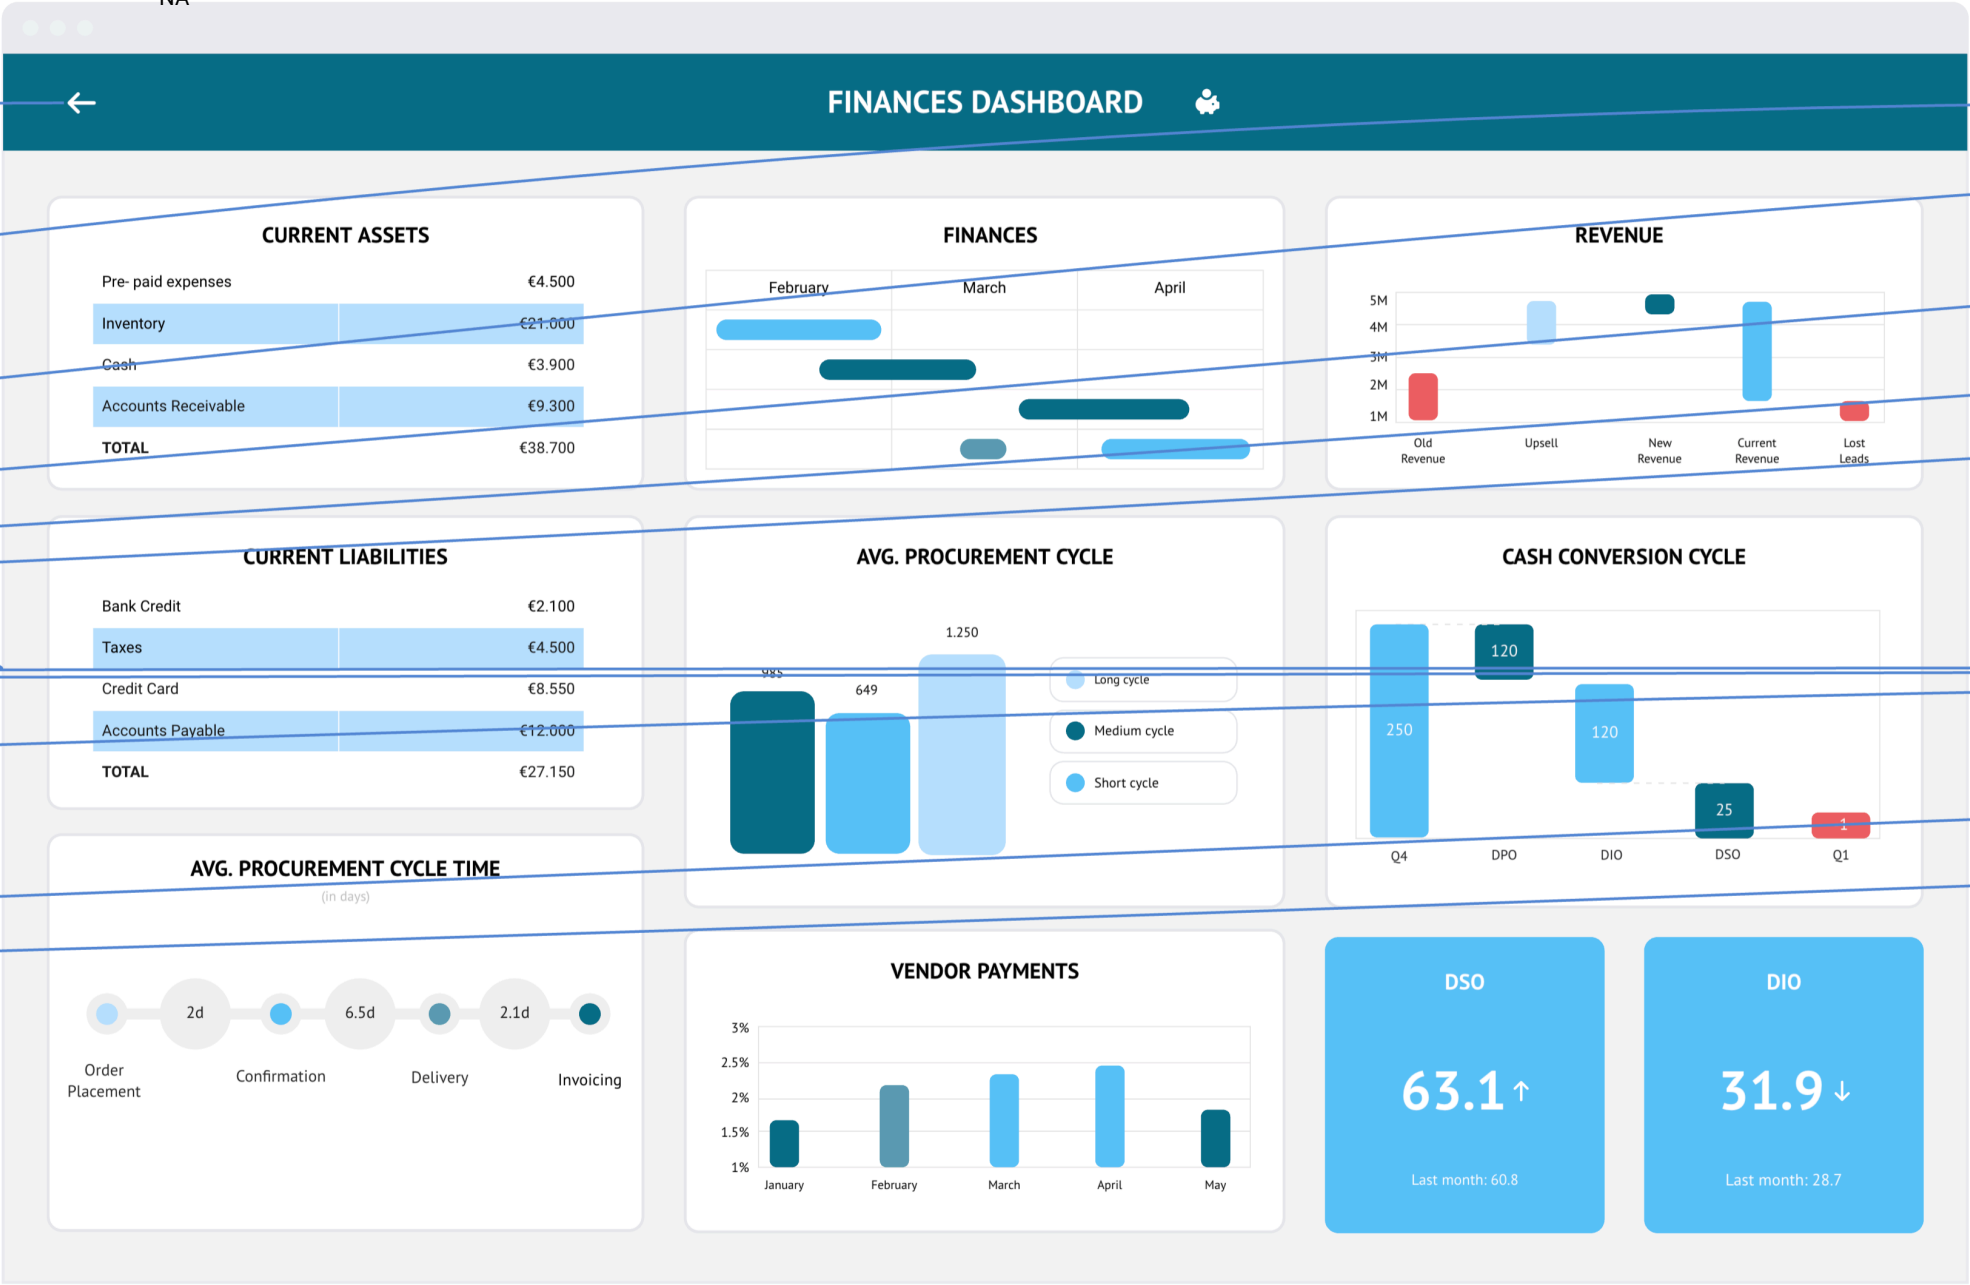 NA
FINANCES DASHBOARD
CURRENT ASSETS
Pre- paid expenses €4.500
Inventory €21.000
Cash €3.900
Accounts Receivable €9.300
TOTAL €38.700
FINANCES
February March April
REVENUE
5M
4M
3M
2M
1M
Old Revenue
Upsell
New Revenue
Current Revenue
Lost Leads
CURRENT LIABILITIES
Bank Credit €2.100
Taxes €4.500
Credit Card €8.550
Accounts Payable €12.000
TOTAL €27.150
AVG. PROCUREMENT CYCLE
985
649
1.250
Long cycle
Medium cycle
Short cycle
CASH CONVERSION CYCLE
250
120
120
25
1
Q4 DPO DIO DSO Q1
AVG. PROCUREMENT CYCLE TIME
(in days)
2d 6.5d 2.1d
Order Placement
Confirmation
Delivery
Invoicing
VENDOR PAYMENTS
3%
2.5%
2%
1.5%
1%
January February March April May
DSO
63.1↑
Last month: 60.8
DIO
31.9↓
Last month: 28.7